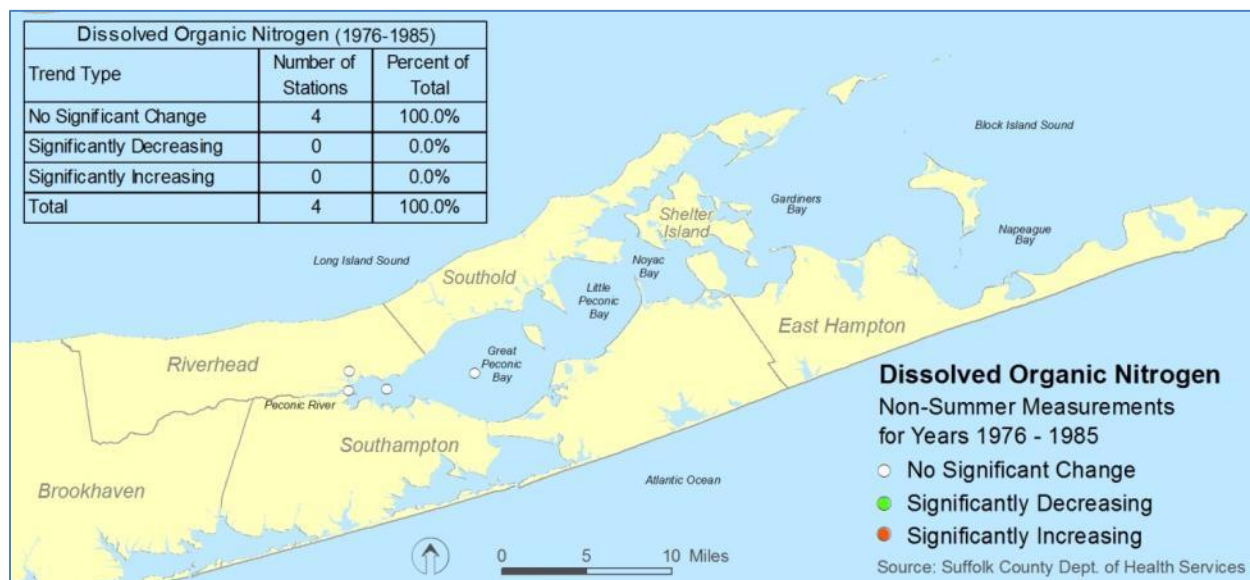 Dissolved Organic Nitrogen (1976-1985)
Trend Type
Number of
Stations
Percent of
Total
No Significant Change 4 100.0%
Significantly Decreasing 0 0.0%
Significantly Increasing 0 0.0%
Total 4 100.0%
Block Island Sound
Gardiners
Bay
Shelter
Island
Napeague
Bay
Long Island Sound
Noyac
Bay
Southold
Little
Peconic
Bay
East Hampton
Great
Peconic
Bay
Riverhead
Peconic River
Southampton
Brookhaven
Atlantic Ocean
Dissolved Organic Nitrogen
Non-Summer Measurements
for Years 1976 - 1985
No Significant Change
Significantly Decreasing
Significantly Increasing
Source: Suffolk County Dept. of Health Services
0 5 10 Miles